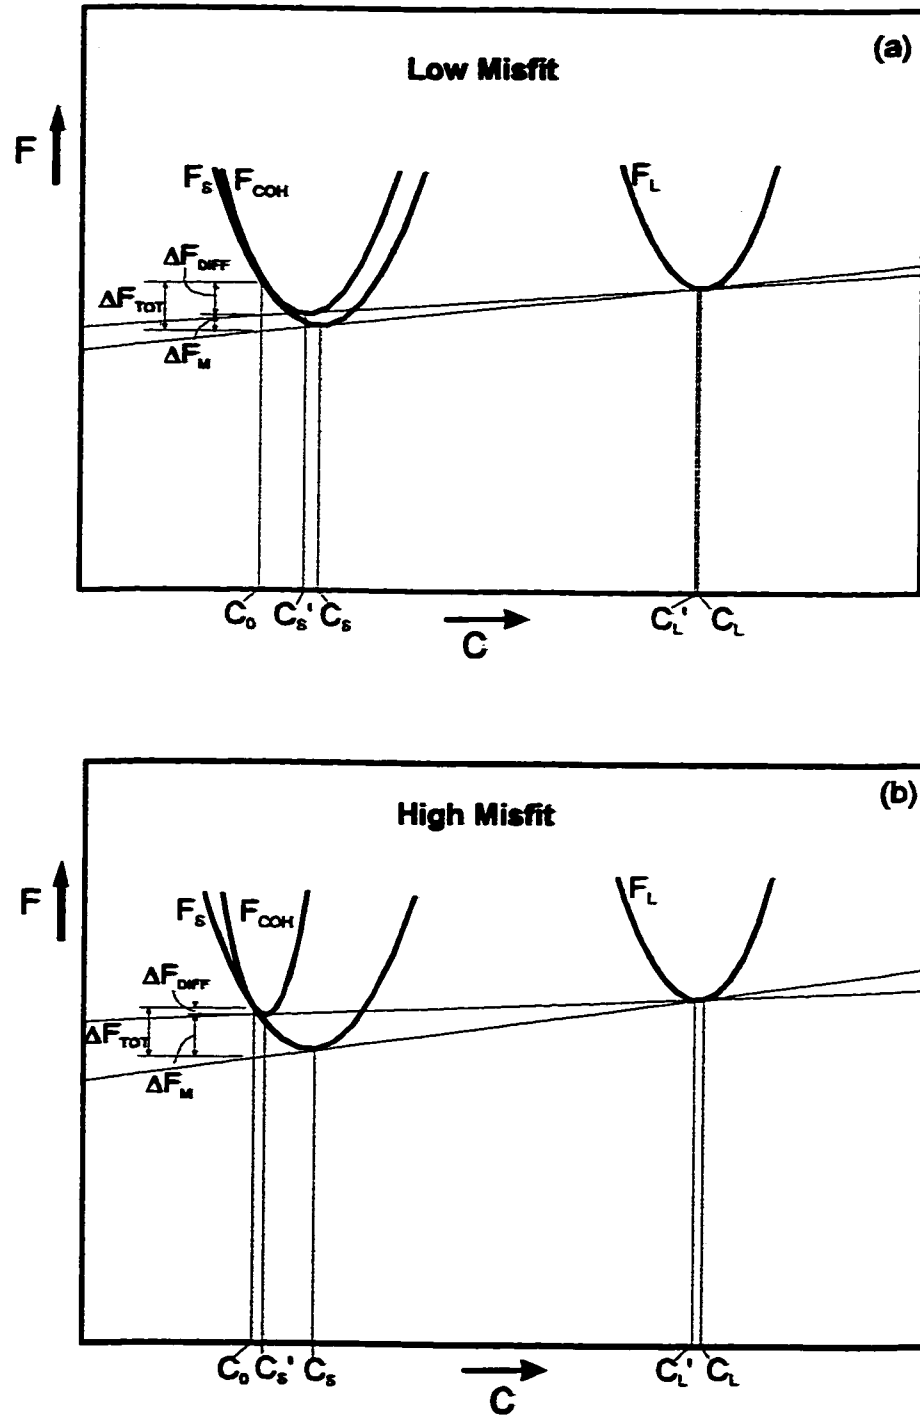 (a)
Low Misfit
F
F_S F_COH F_L
ΔF_DIFF
ΔF_TOT
ΔF_M
C_0 C_S' C_S C_L' C_L
C
(b)
High Misfit
F
F_S F_COH F_L
ΔF_DIFF
ΔF_TOT
ΔF_M
C_0 C_S' C_S C_L' C_L
C